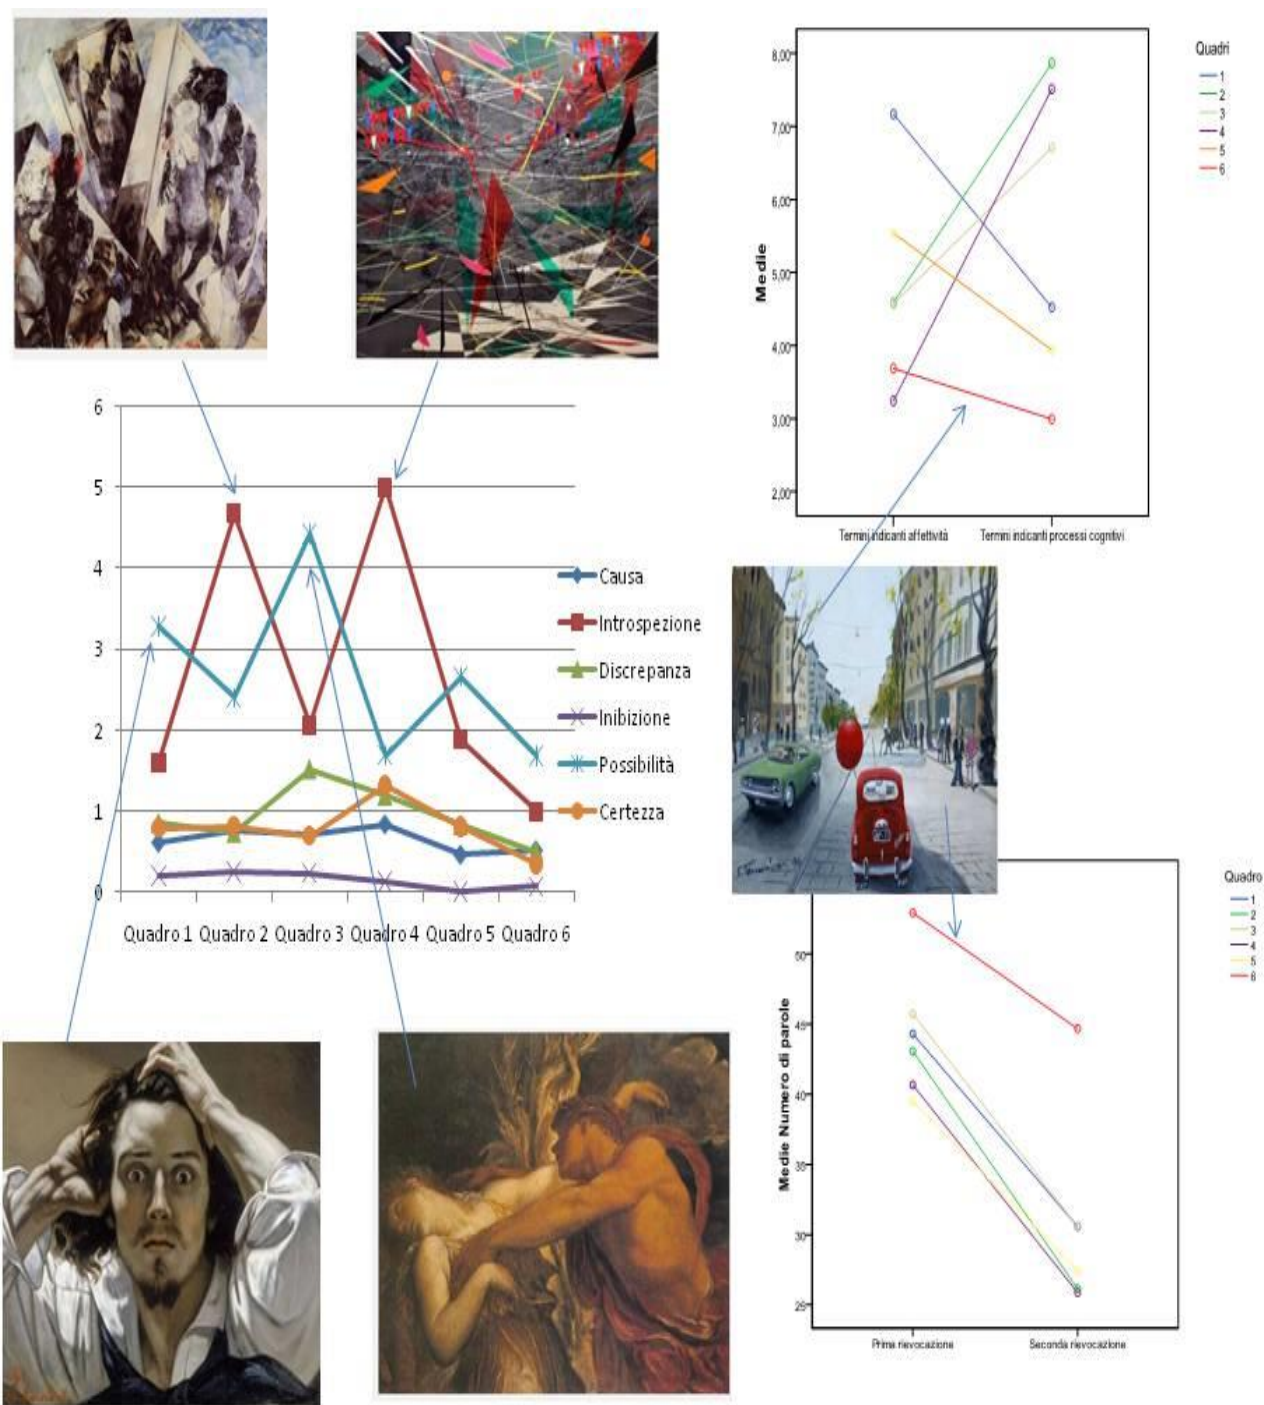 8,00
7,00
6,00
5,00
4,00
3,00
2,00
Medie
Termini indicanti affettività
Termini indicanti processi cognitivi
Quadri
1
2
3
4
5
6
6
5
4
3
2
1
0
Quadro 1 Quadro 2 Quadro 3 Quadro 4 Quadro 5 Quadro 6
Causa
Introspezione
Discrepanza
Inibizione
Possibilità
Certezza
50
45
40
35
30
25
Medie Numero di parole
Prima rievocazione
Seconda rievocazione
Quadro
1
2
3
4
5
6